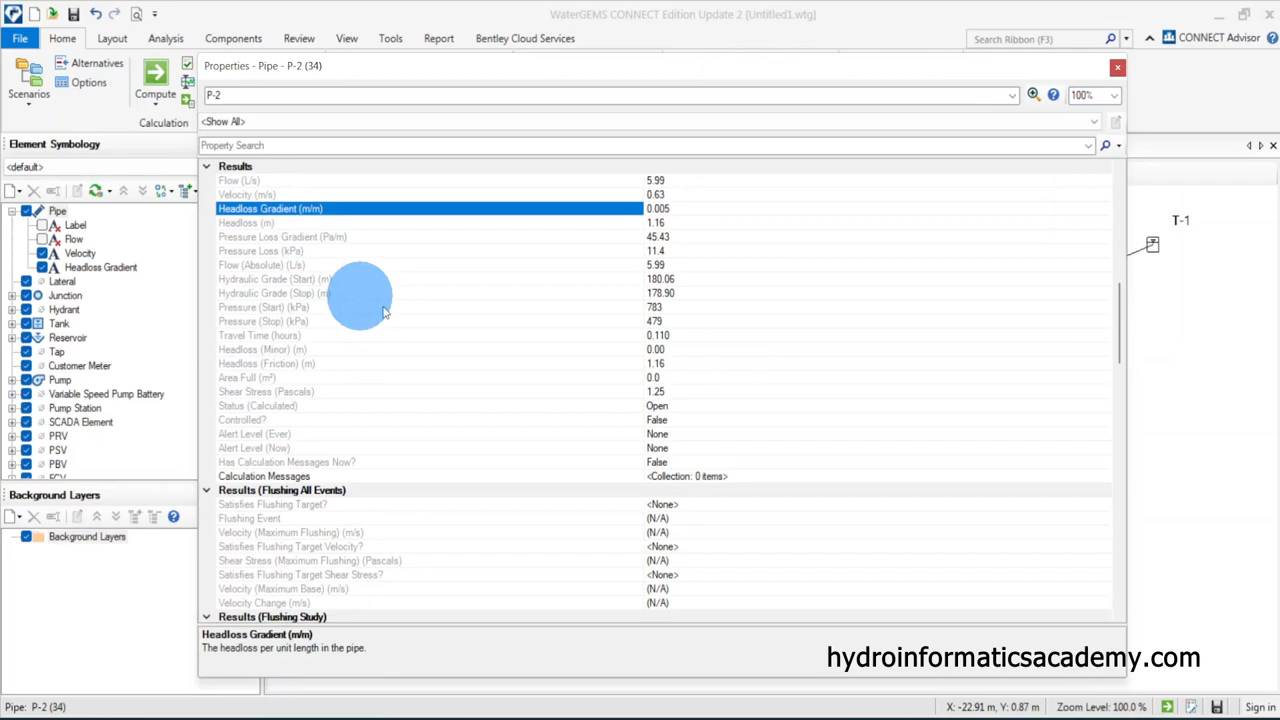 WaterGEMS CONNECT Edition Update 2 [Untitled1.wtg]
File Home Layout Analysis Components Review View Tools Report Bentley Cloud Services
Search Ribbon (F3)
CONNECT Advisor
Scenarios
Alternatives
Options
Compute
Calculation
Properties - Pipe - P-2 (34)
P-2
100%
<Show All>
Property Search
Element Symbology
<default>
Pipe
Label
Flow
Velocity
Headloss Gradient
Lateral
Junction
Hydrant
Tank
Reservoir
Tap
Customer Meter
Pump
Variable Speed Pump Battery
Pump Station
SCADA Element
PRV
PSV
PBV
FCV
Background Layers
Background Layers
Results
Flow (L/s) 5.99
Velocity (m/s) 0.63
Headloss Gradient (m/m) 0.005
Headloss (m) 1.16
Pressure Loss Gradient (Pa/m) 45.43
Pressure Loss (kPa) 11.4
Flow (Absolute) (L/s) 5.99
Hydraulic Grade (Start) (m) 180.06
Hydraulic Grade (Stop) (m) 178.90
Pressure (Start) (kPa) 783
Pressure (Stop) (kPa) 479
Travel Time (hours) 0.110
Headloss (Minor) (m) 0.00
Headloss (Friction) (m) 1.16
Area Full (m²) 0.0
Shear Stress (Pascals) 1.25
Status (Calculated) Open
Controlled? False
Alert Level (Ever) None
Alert Level (Now) None
Has Calculation Messages Now? False
Calculation Messages <Collection: 0 items>
Results (Flushing All Events)
Satisfies Flushing Target? <None>
Flushing Event (N/A)
Velocity (Maximum Flushing) (m/s) (N/A)
Satisfies Flushing Target Velocity? <None>
Shear Stress (Maximum Flushing) (Pascals) (N/A)
Satisfies Flushing Target Shear Stress? <None>
Velocity (Maximum Base) (m/s) (N/A)
Velocity Change (m/s) (N/A)
Results (Flushing Study)
Headloss Gradient (m/m)
The headloss per unit length in the pipe.
T-1
hydroinformaticsacademy.com
Pipe: P-2 (34)
X: -22.91 m, Y: 0.87 m
Zoom Level: 100.0 %
Sign in